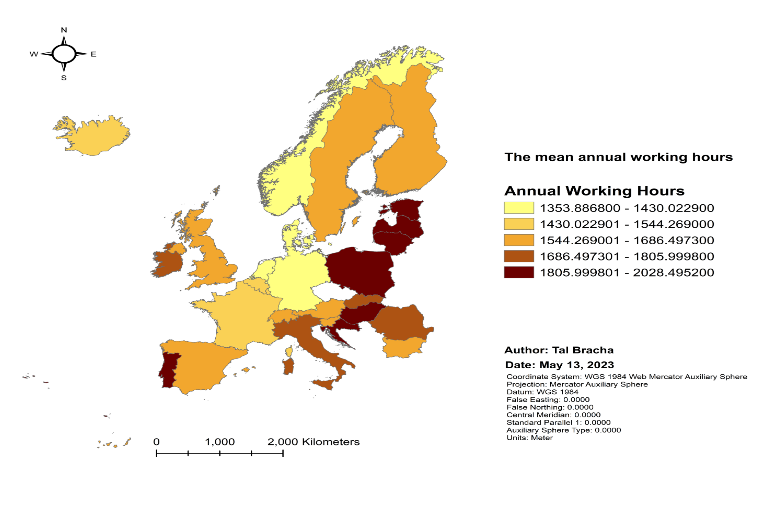 N
W E
S
The mean annual working hours
Annual Working Hours
1353.886800 - 1430.022900
1430.022901 - 1544.269000
1544.269001 - 1686.497300
1686.497301 - 1805.999800
1805.999801 - 2028.495200
Author: Tal Bracha
Date: May 13, 2023
Coordinate System: WGS 1984 Web Mercator Auxiliary Sphere
Projection: Mercator Auxiliary Sphere
Datum: WGS 1984
False Easting: 0.0000
False Northing: 0.0000
Central Meridian: 0.0000
Standard Parallel 1: 0.0000
Auxiliary Sphere Type: 0.0000
Units: Meter
0 1,000 2,000 Kilometers